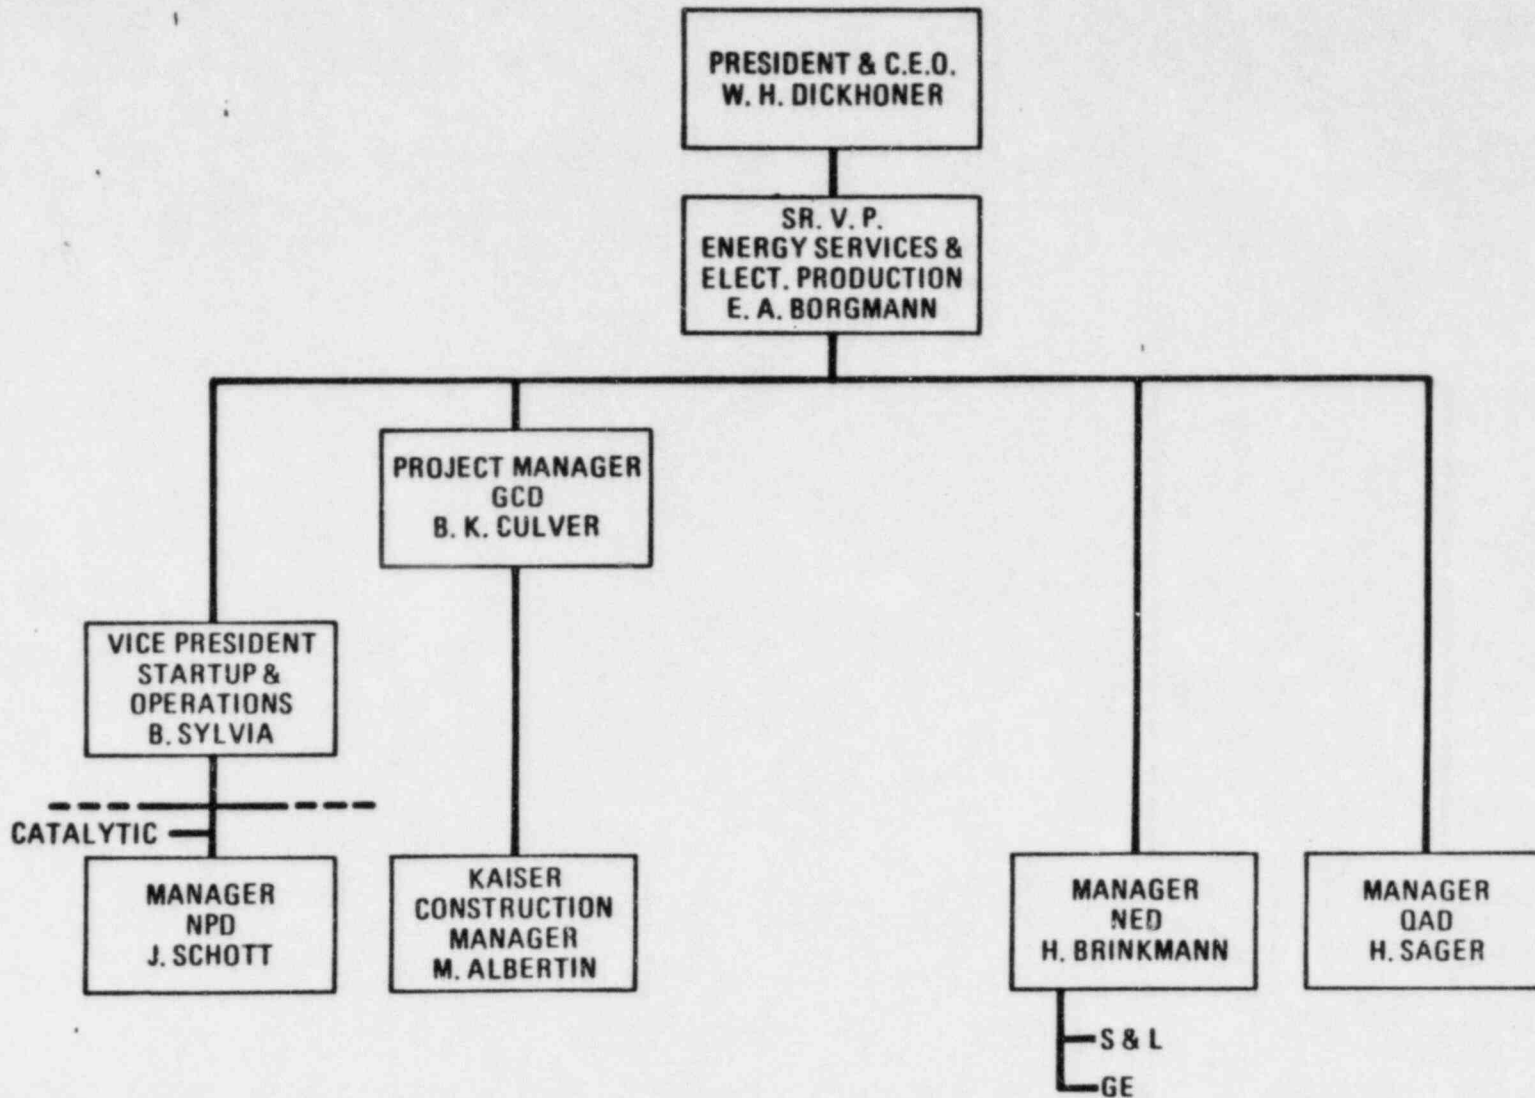 PRESIDENT & C.E.O.
W. H. DICKHONER
SR. V. P.
ENERGY SERVICES &
ELECT. PRODUCTION
E. A. BORGMANN
PROJECT MANAGER
GCD
B. K. CULVER
VICE PRESIDENT
STARTUP &
OPERATIONS
B. SYLVIA
CATALYTIC
MANAGER
NPD
J. SCHOTT
KAISER
CONSTRUCTION
MANAGER
M. ALBERTIN
MANAGER
NED
H. BRINKMANN
S & L
GE
MANAGER
QAD
H. SAGER